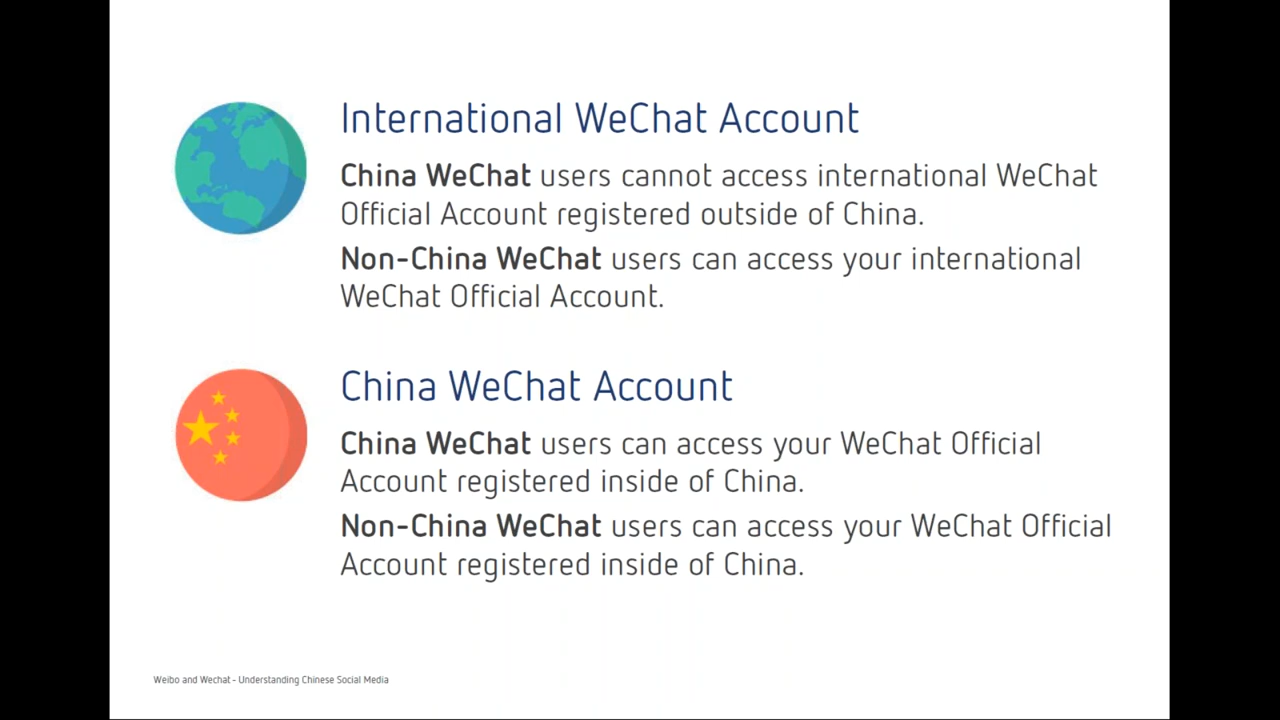 International WeChat Account
China WeChat users cannot access international WeChat
Official Account registered outside of China.
Non-China WeChat users can access your international
WeChat Official Account.
China WeChat Account
China WeChat users can access your WeChat Official
Account registered inside of China.
Non-China WeChat users can access your WeChat Official
Account registered inside of China.
Weibo and Wechat - Understanding Chinese Social Media